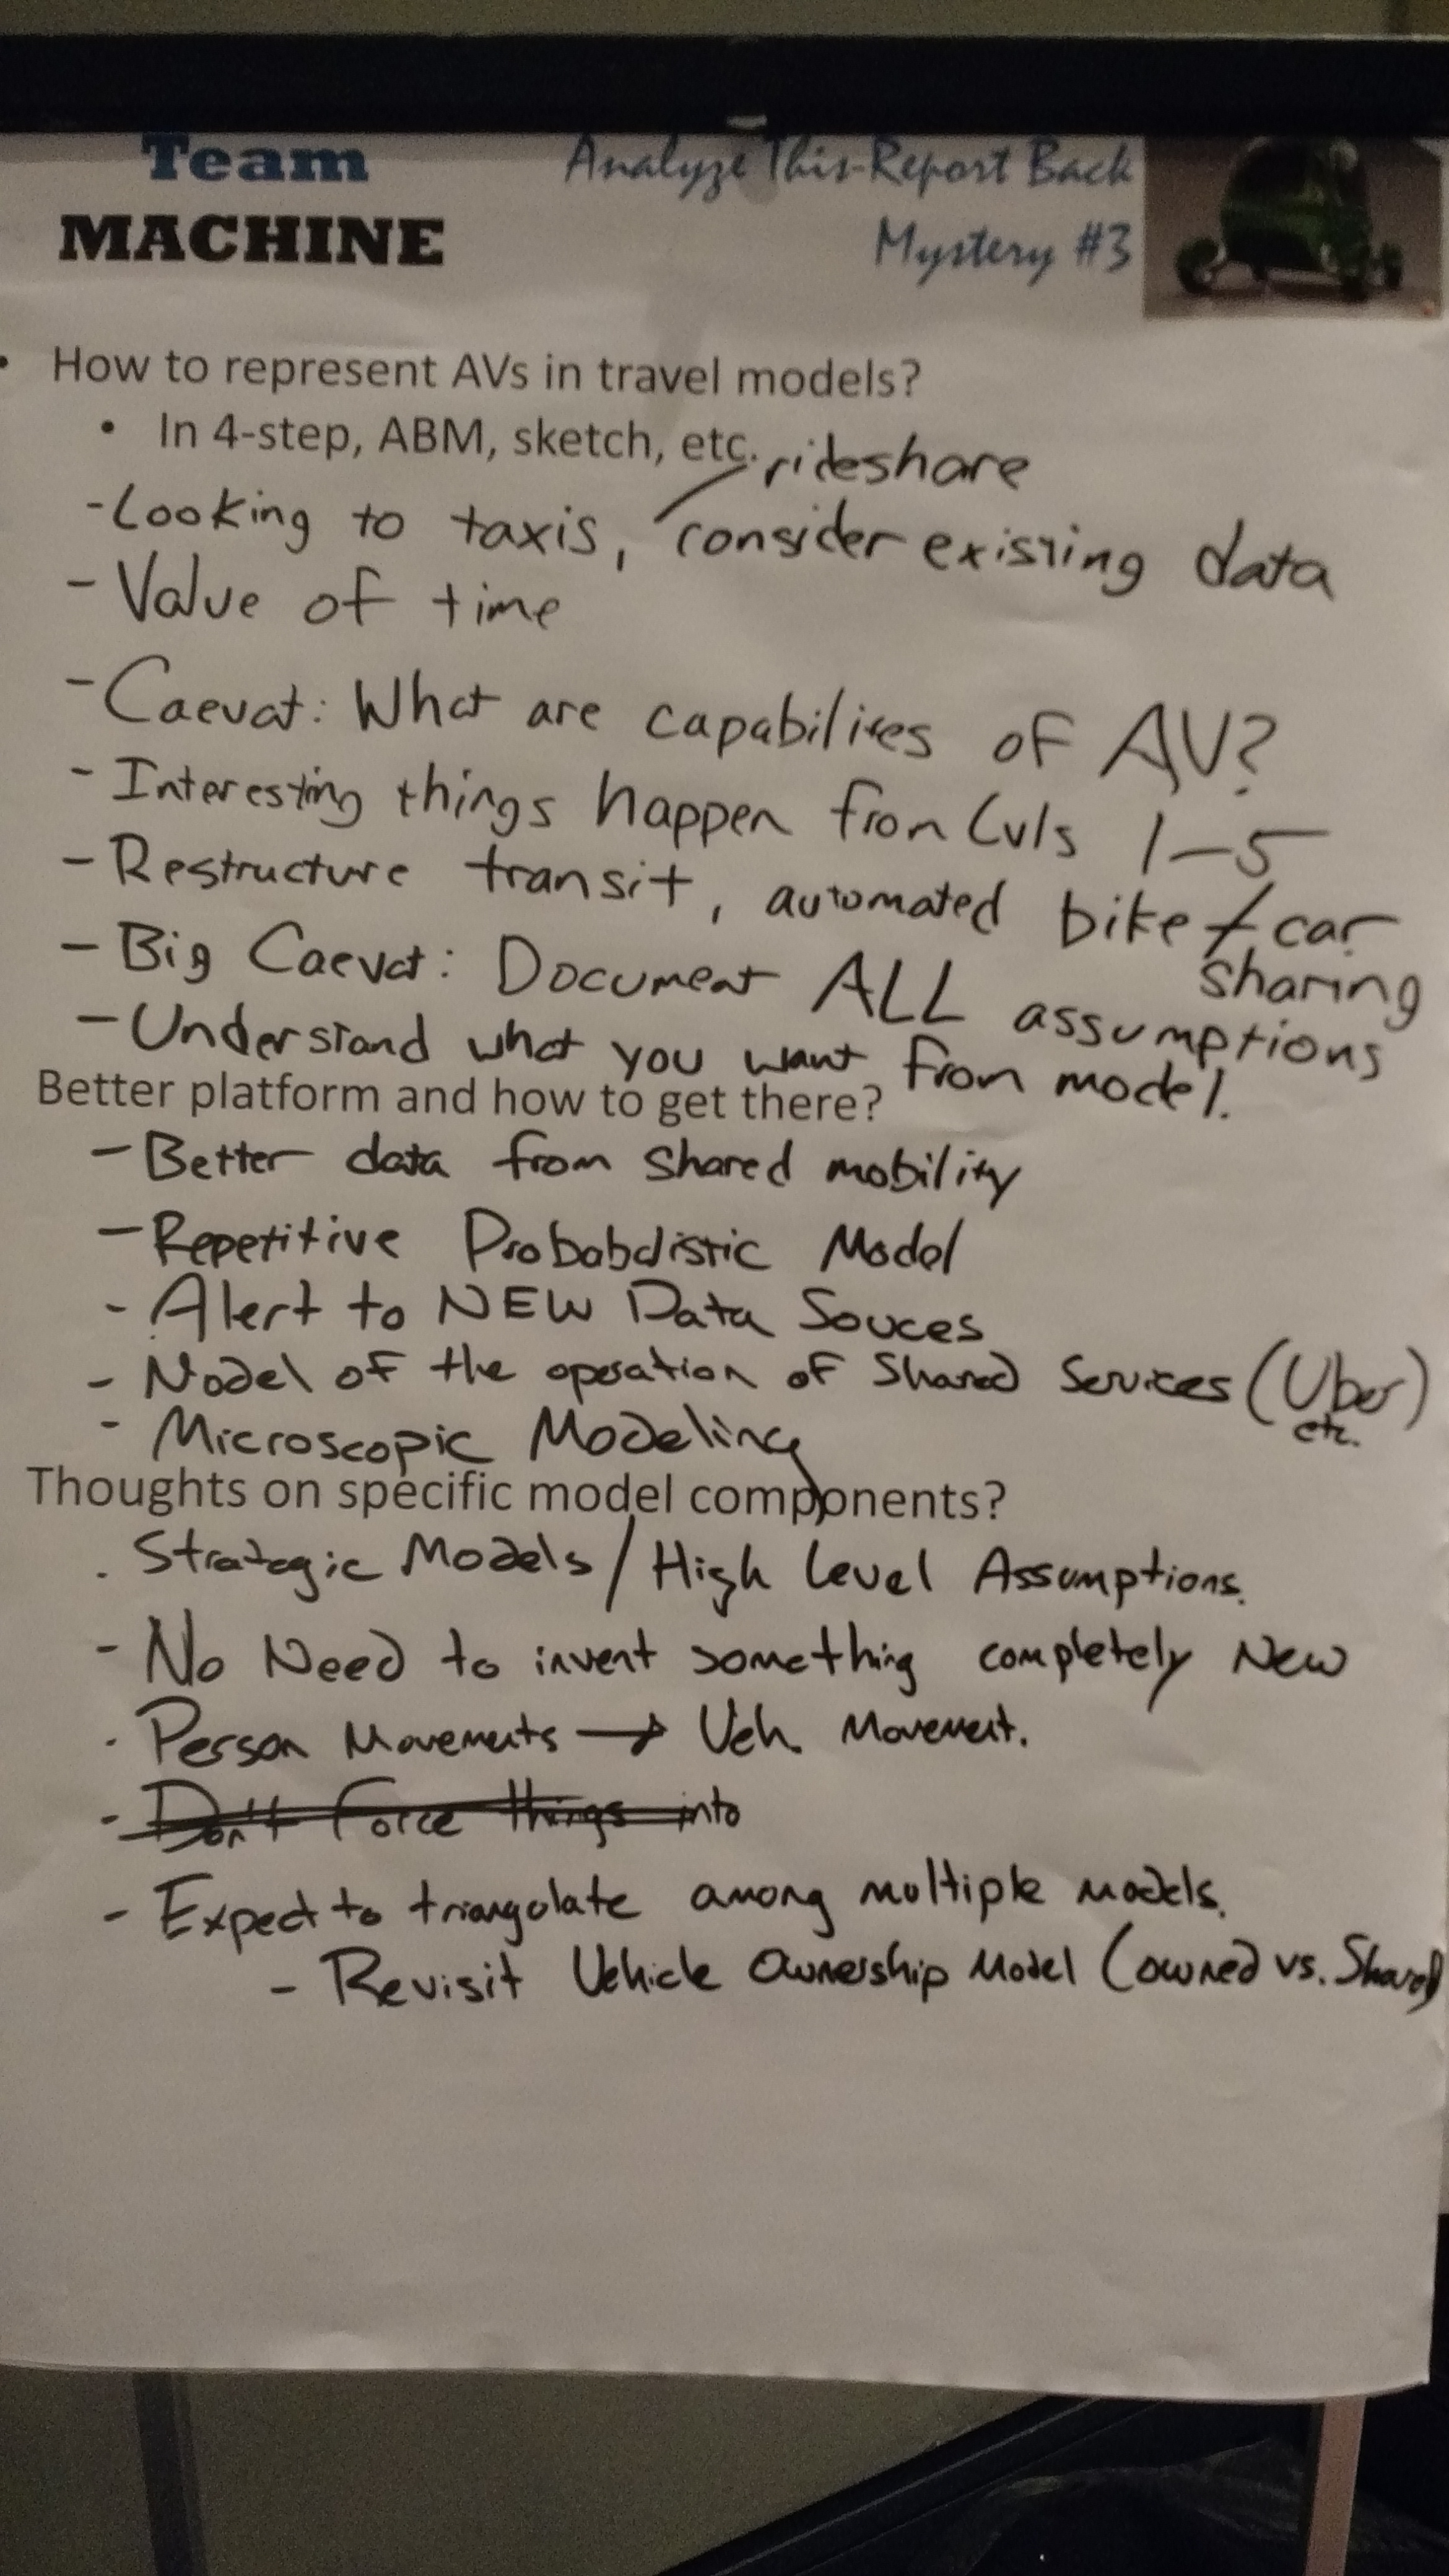 Team
MACHINE
Analyze This-Report Back
Mystery #3
• How to represent AVs in travel models?
• In 4-step, ABM, sketch, etc.
rideshare
-Looking to taxis, / consider existing data
- Value of time
- Caevat: What are capabilites of AV?
- Interesting things happen from Lvls 1-5
- Restructure transit, automated bike + car
sharing
- Big Caevat: Document ALL assumptions
- Understand what you want from model.
Better platform and how to get there?
- Better data from shared mobility
- Repetitive Probabalistic Model
- Alert to NEW Data Souces
- Model of the operation of Shared Services (Uber)
etc.
- Microscopic Modeling
Thoughts on specific model components?
. Strategic Models / High Level Assumptions.
- No Need to invent something completely New
- Person Movements → Veh. Movement.
- Don't Force things into
- Expect to triangulate among multiple models.
- Revisit Vehicle Ownership Model (owned vs. Shared)